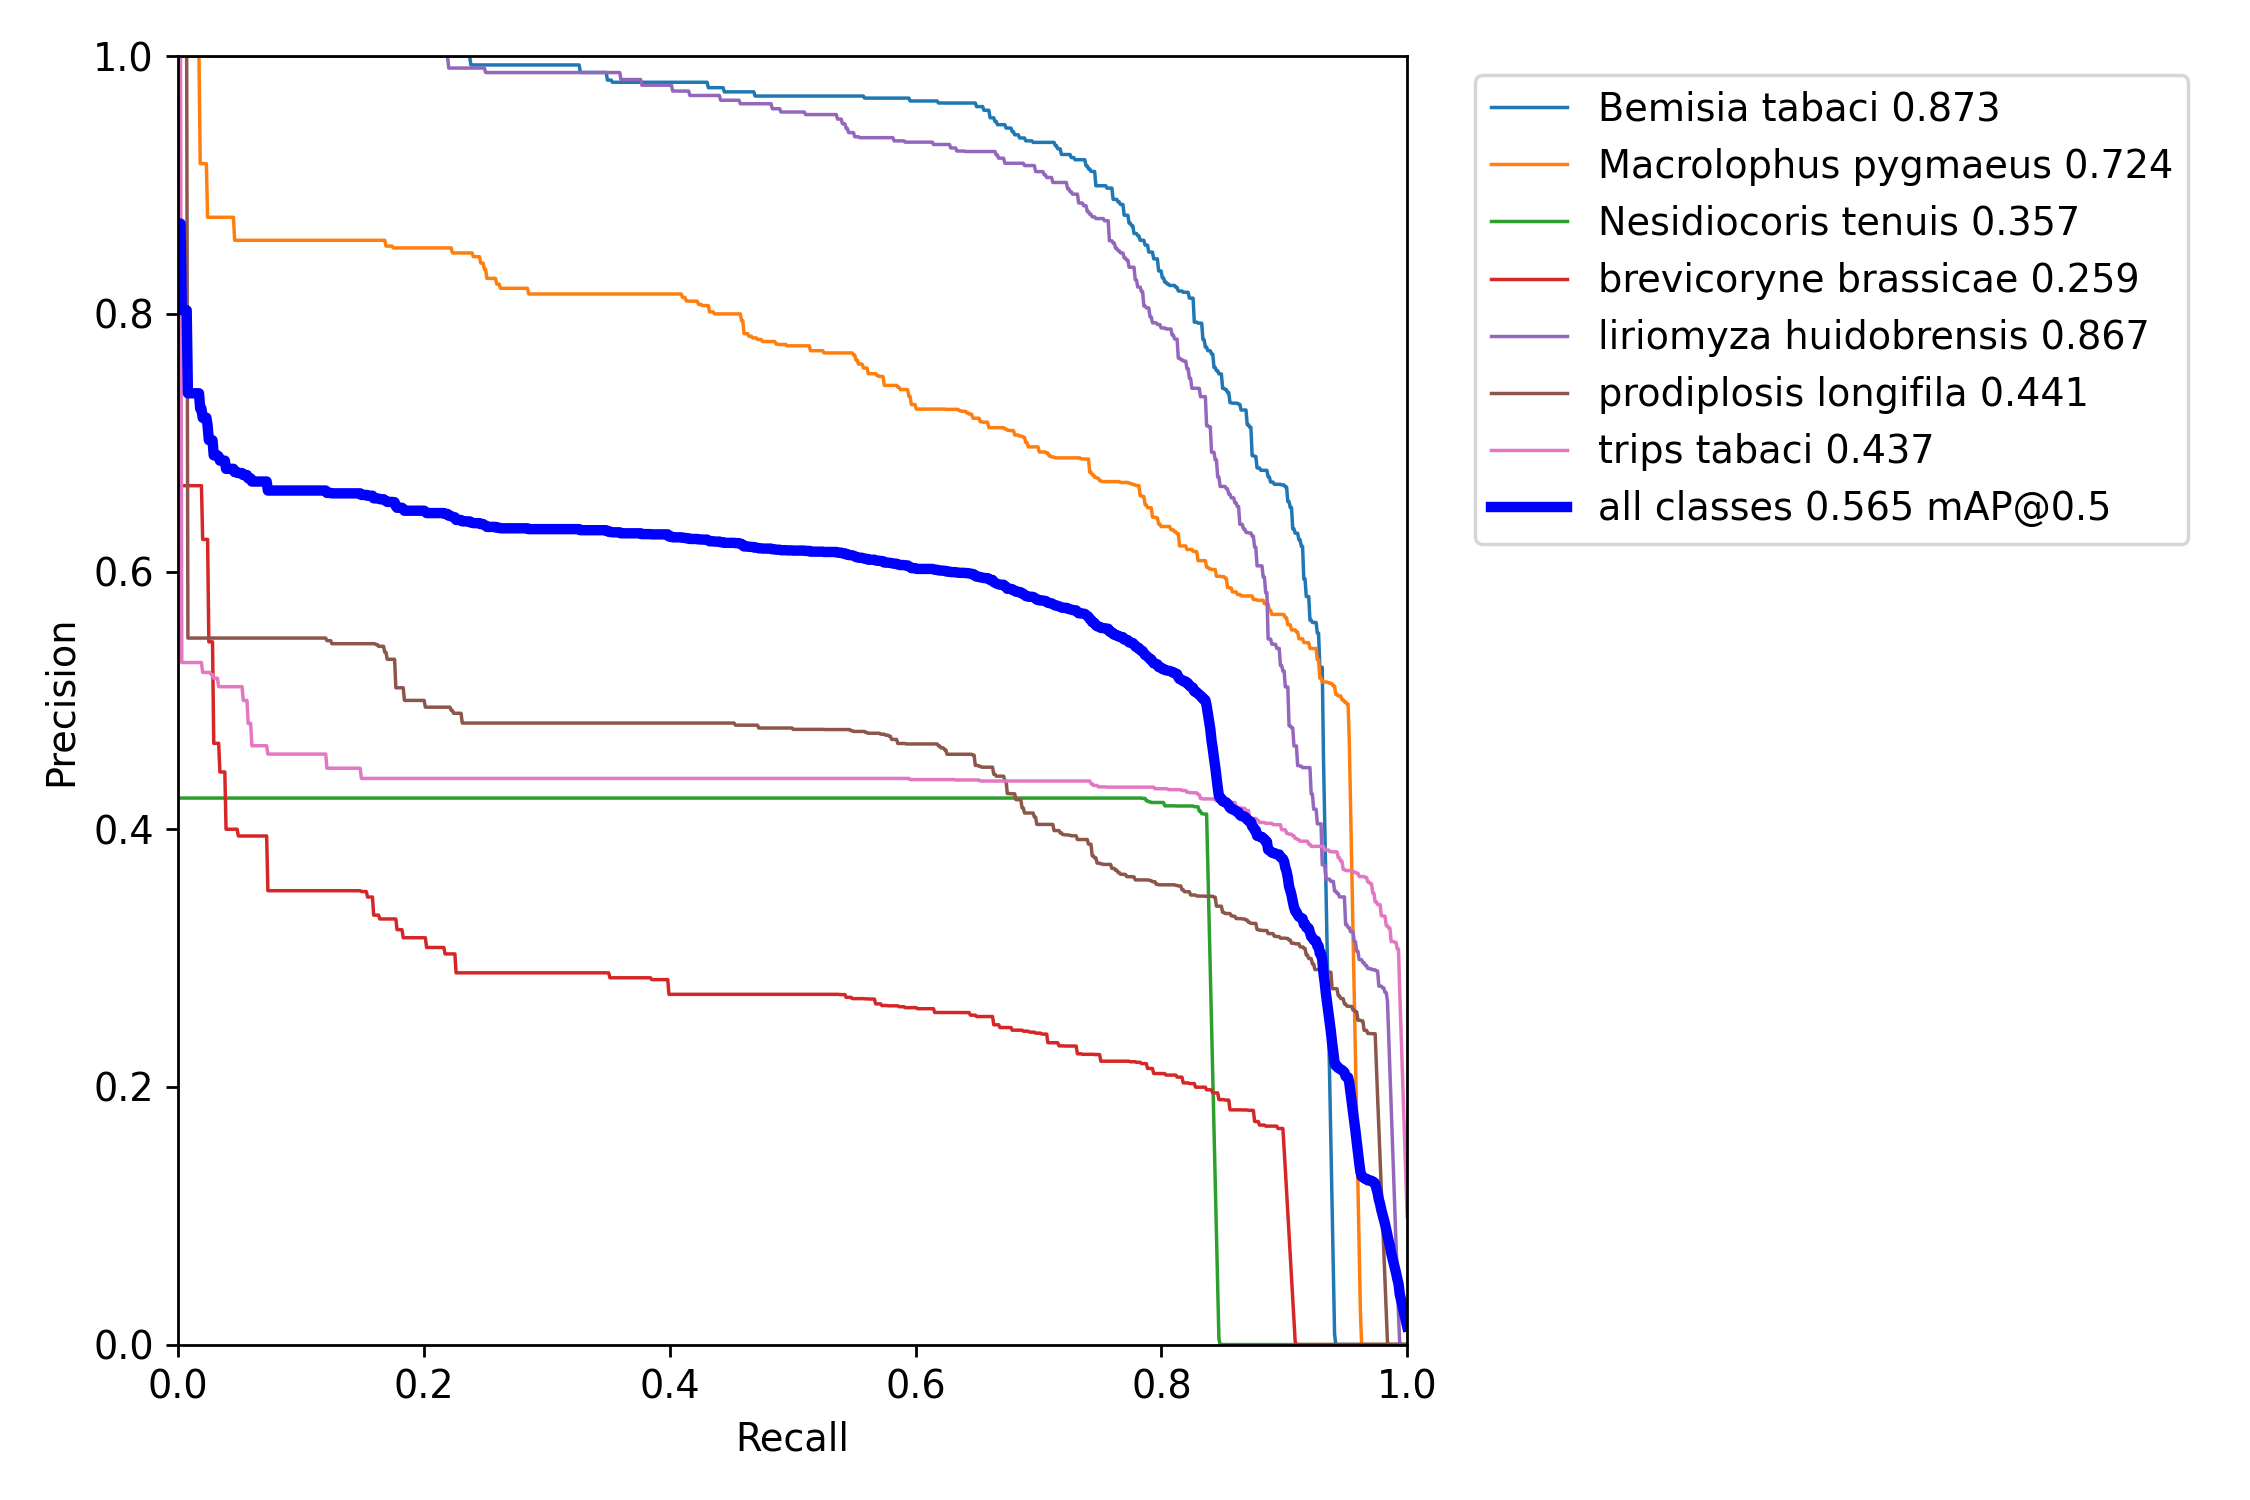 1.0
0.8
0.6
0.4
0.2
0.0
Precision
0.0 0.2 0.4 0.6 0.8 1.0
Recall
Bemisia tabaci 0.873
Macrolophus pygmaeus 0.724
Nesidiocoris tenuis 0.357
brevicoryne brassicae 0.259
liriomyza huidobrensis 0.867
prodiplosis longifila 0.441
trips tabaci 0.437
all classes 0.565 mAP@0.5